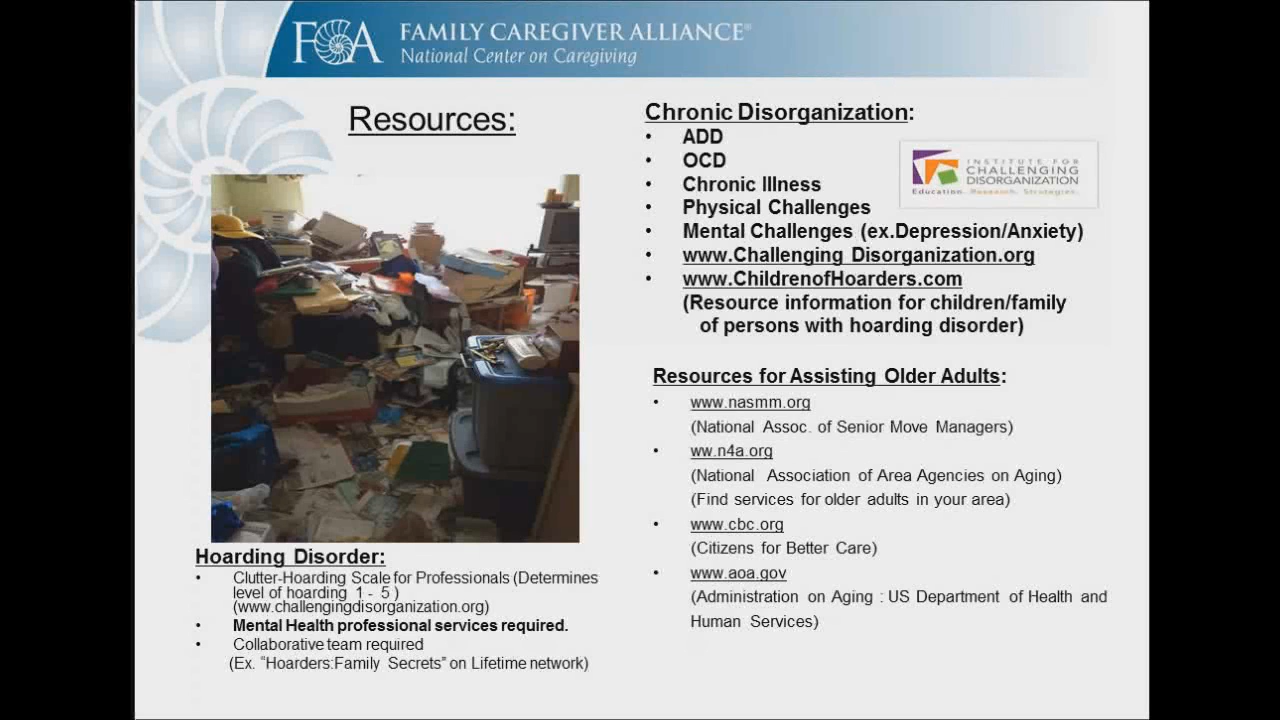 FCA FAMILY CAREGIVER ALLIANCE®
National Center on Caregiving
Resources:
Hoarding Disorder:
• Clutter-Hoarding Scale for Professionals (Determines
level of hoarding 1 - 5 )
(www.challengingdisorganization.org)
• Mental Health professional services required.
• Collaborative team required
(Ex. “Hoarders:Family Secrets” on Lifetime network)
Chronic Disorganization:
• ADD
• OCD
• Chronic Illness
• Physical Challenges
• Mental Challenges (ex.Depression/Anxiety)
• www.Challenging Disorganization.org
• www.ChildrenofHoarders.com
(Resource information for children/family
of persons with hoarding disorder)
INSTITUTE FOR
CHALLENGING
DISORGANIZATION
Education. Research. Strategies.
Resources for Assisting Older Adults:
• www.nasmm.org
(National Assoc. of Senior Move Managers)
• ww.n4a.org
(National Association of Area Agencies on Aging)
(Find services for older adults in your area)
• www.cbc.org
(Citizens for Better Care)
• www.aoa.gov
(Administration on Aging : US Department of Health and
Human Services)